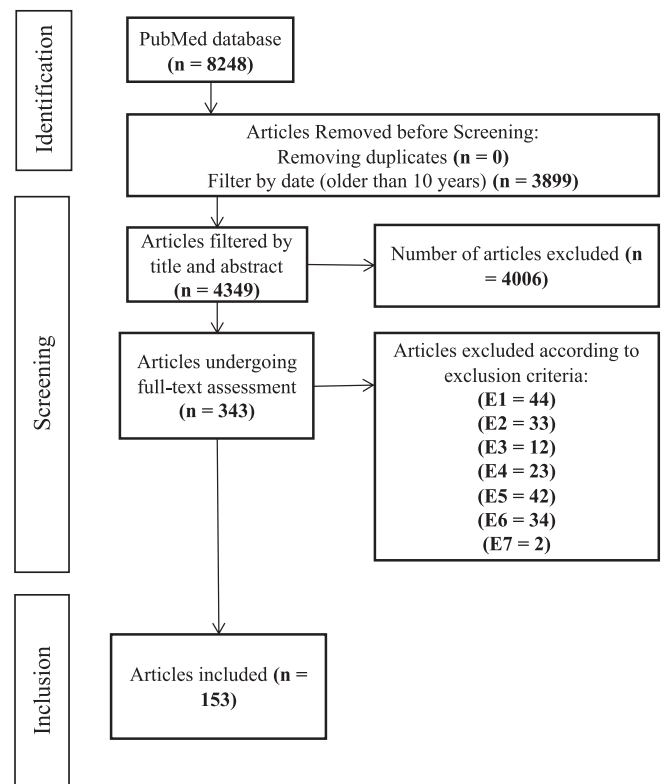 Identification
PubMed database
(n = 8248)
Articles Removed before Screening:
Removing duplicates (n = 0)
Filter by date (older than 10 years) (n = 3899)
Screening
Articles filtered by
title and abstract
(n = 4349)
Number of articles excluded (n
= 4006)
Articles undergoing
full-text assessment
(n = 343)
Articles excluded according to
exclusion criteria:
(E1 = 44)
(E2 = 33)
(E3 = 12)
(E4 = 23)
(E5 = 42)
(E6 = 34)
(E7 = 2)
Inclusion
Articles included (n =
153)